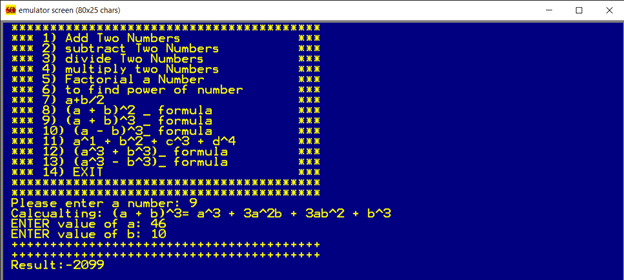 emulator screen (80x25 chars)
*******************************************
*** 1) Add Two Numbers ***
*** 2) subtract Two Numbers ***
*** 3) divide Two Numbers ***
*** 4) multiply two Numbers ***
*** 5) Factorial a Number ***
*** 6) to find power of number ***
*** 7) a+b/2 ***
*** 8) (a + b)^2 _ formula ***
*** 9) (a + b)^3_ formula ***
*** 10) (a - b)^3_ formula ***
*** 11) a^1 + b^2 + c^3 + d^4 ***
*** 12) (a^3 + b^3)_ formula ***
*** 13) (a^3 - b^3)_ formula ***
*** 14) EXIT ***
*******************************************
*******************************************
Please enter a number: 9
Calcualting: (a + b)^3= a^3 + 3a^2b + 3ab^2 + b^3
ENTER value of a: 46
ENTER value of b: 10
+++++++++++++++++++++++++++++++++++++++++++
+++++++++++++++++++++++++++++++++++++++++++
Result:-2099